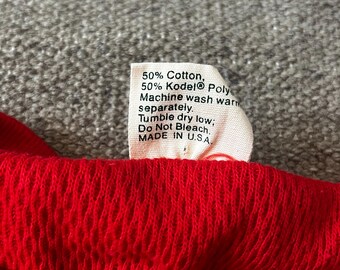 50% Cotton,
50% Kodel® Poly
Machine wash warm
separately.
Tumble dry low;
Do Not Bleach.
MADE IN U.S.A.